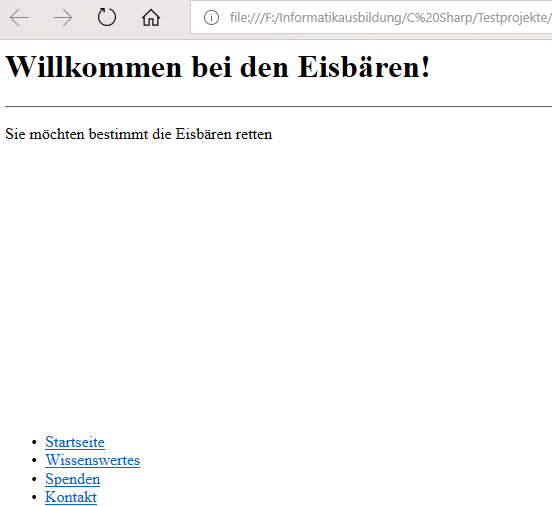 file:///F:/Informatikausbildung/C%20Sharp/Testprojekte/
Willkommen bei den Eisbären!
Sie möchten bestimmt die Eisbären retten
Startseite
Wissenswertes
Spenden
Kontakt